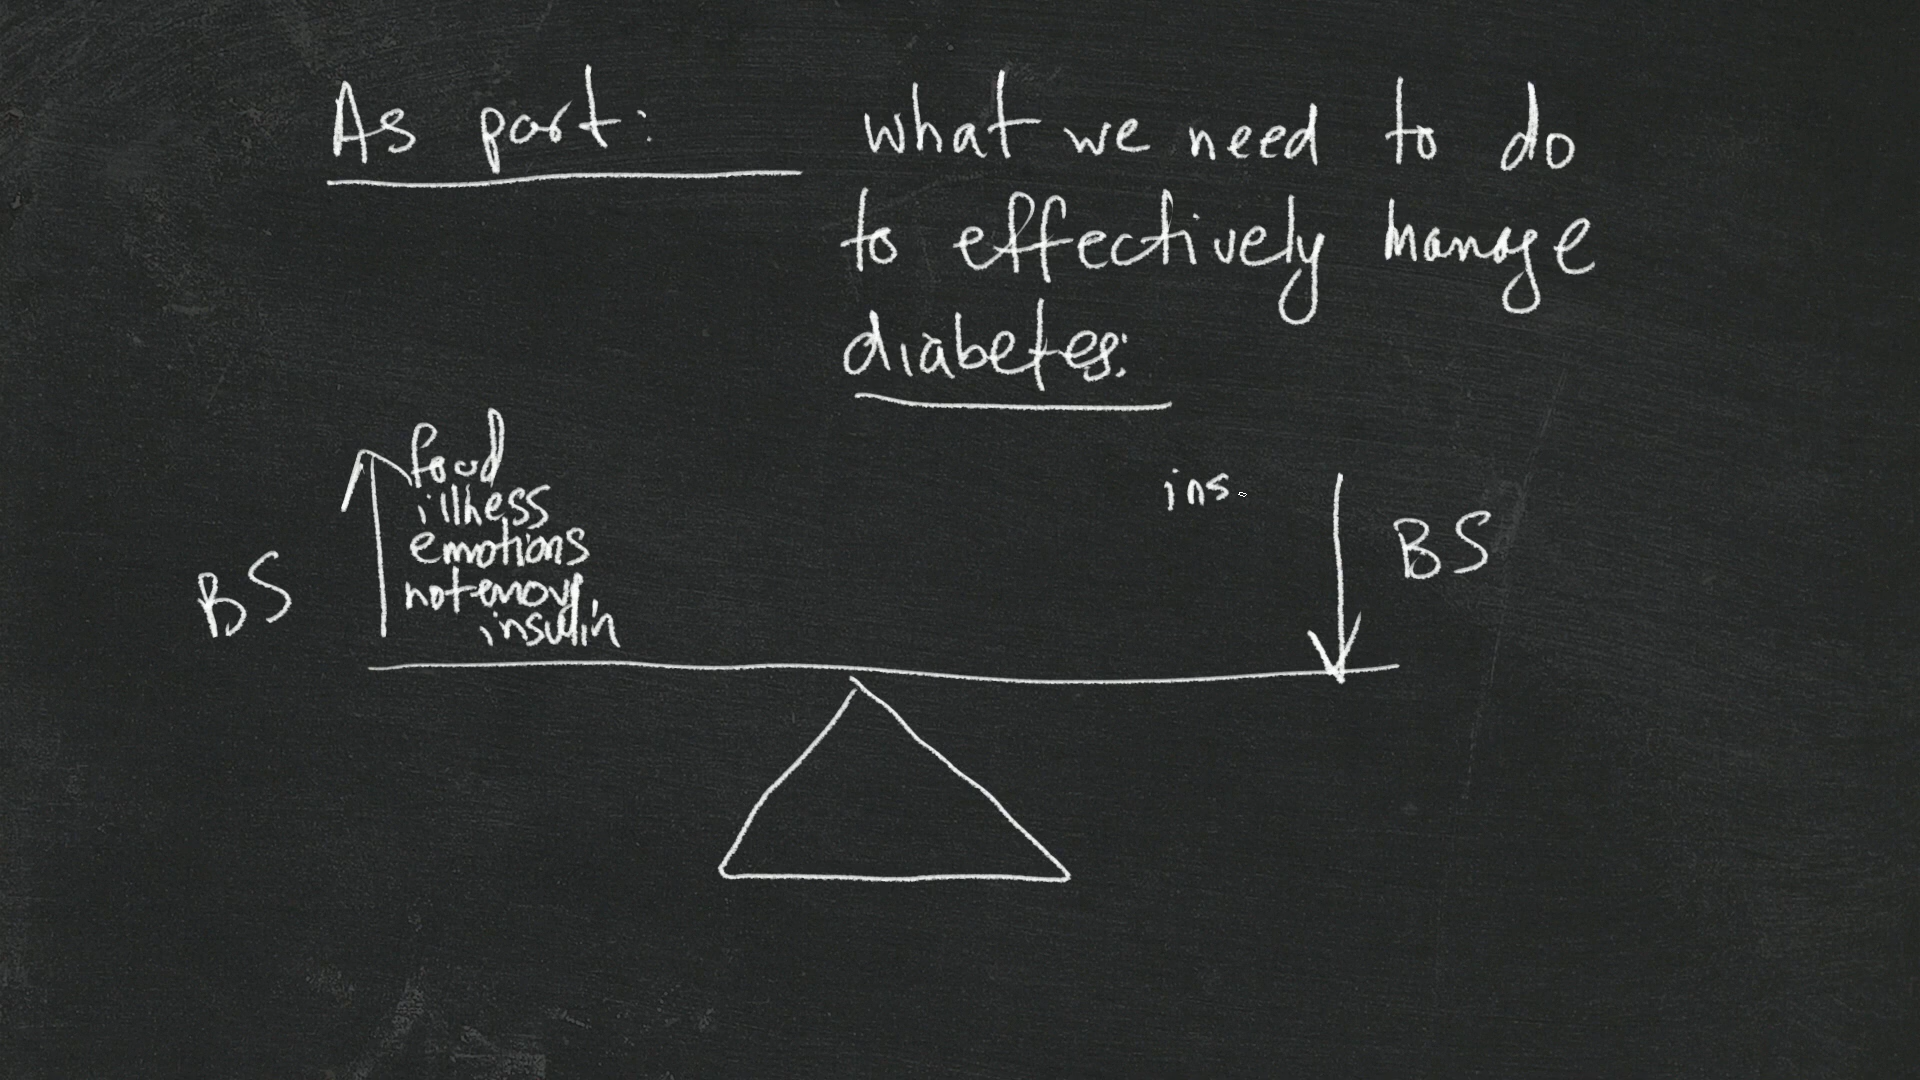 As part:
what we need to do
to effectively manage
diabetes:
food
illness
emotions
not enoug
insulin
BS
ins.
BS